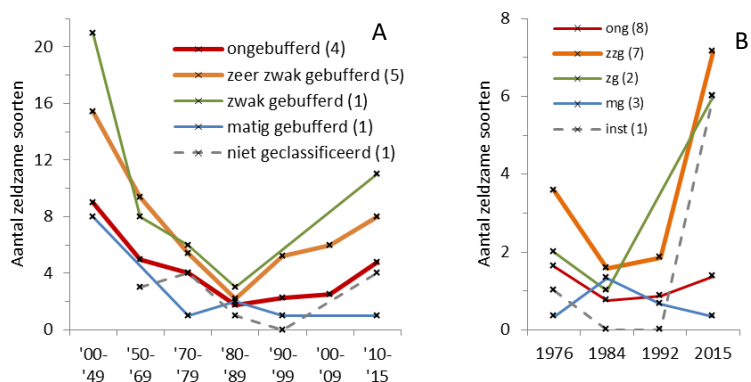 A
Aantal zeldzame soorten
22
20
16
12
8
4
0
ongebufferd (4)
zeer zwak gebufferd (5)
zwak gebufferd (1)
matig gebufferd (1)
niet geclassificeerd (1)
'00- '50- '70- '80- '90- '00- '10-
'49 '69 '79 '89 '99 '09 '15
B
Aantal zeldzame soorten
8
6
4
2
0
ong (8)
zzg (7)
zg (2)
mg (3)
inst (1)
1976 1984 1992 2015